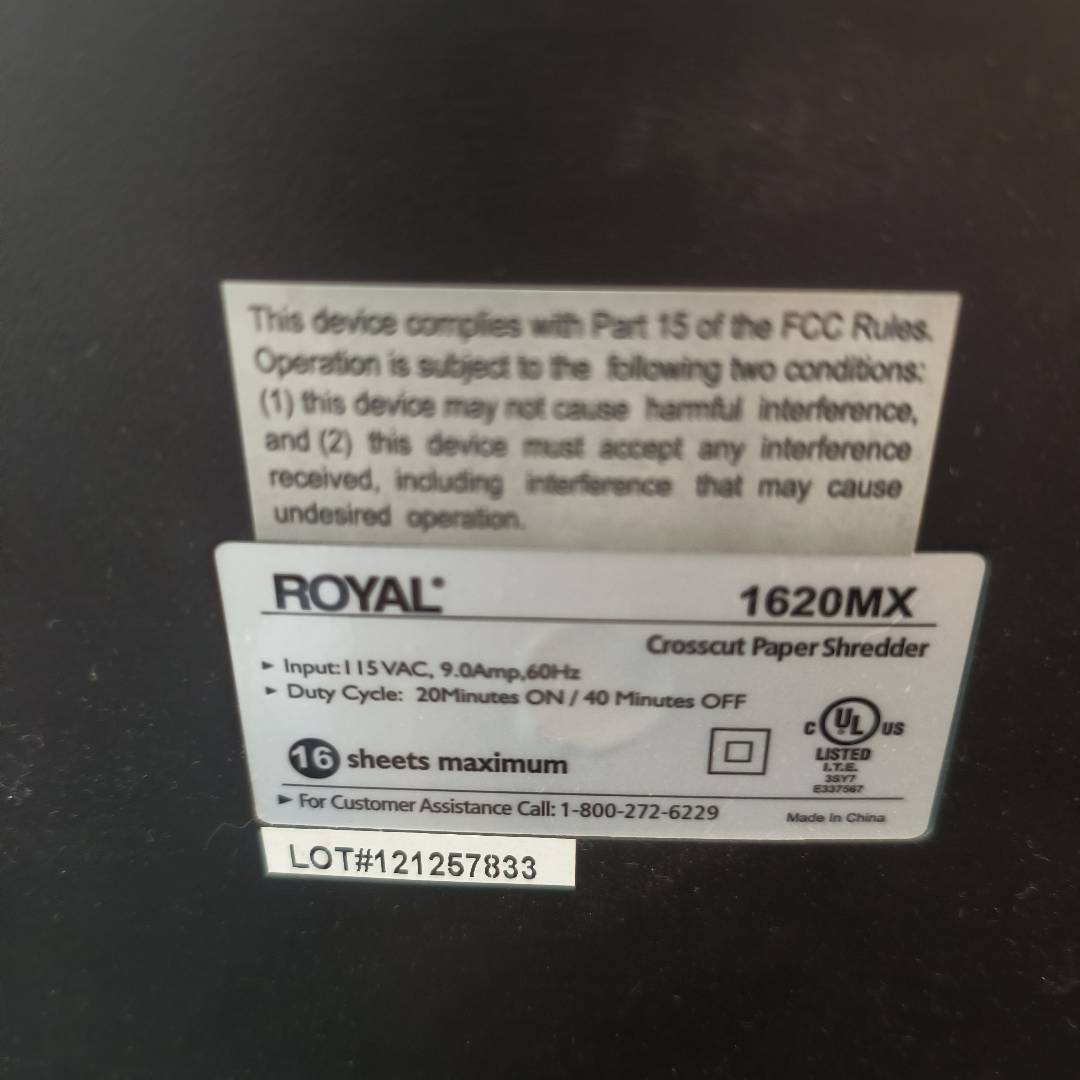 This device complies with Part 15 of the FCC Rules.
Operation is subject to the following two conditions:
(1) this device may not cause harmful interference,
and (2) this device must accept any interference
received, including interference that may cause
undesired operation.
ROYAL®
1620MX
Crosscut Paper Shredder
► Input:115VAC, 9.0Amp,60Hz
► Duty Cycle: 20Minutes ON / 40 Minutes OFF
16 sheets maximum
C UL US
LISTED
I.T.E.
3SY7
E337567
► For Customer Assistance Call: 1-800-272-6229
Made In China
LOT#121257833